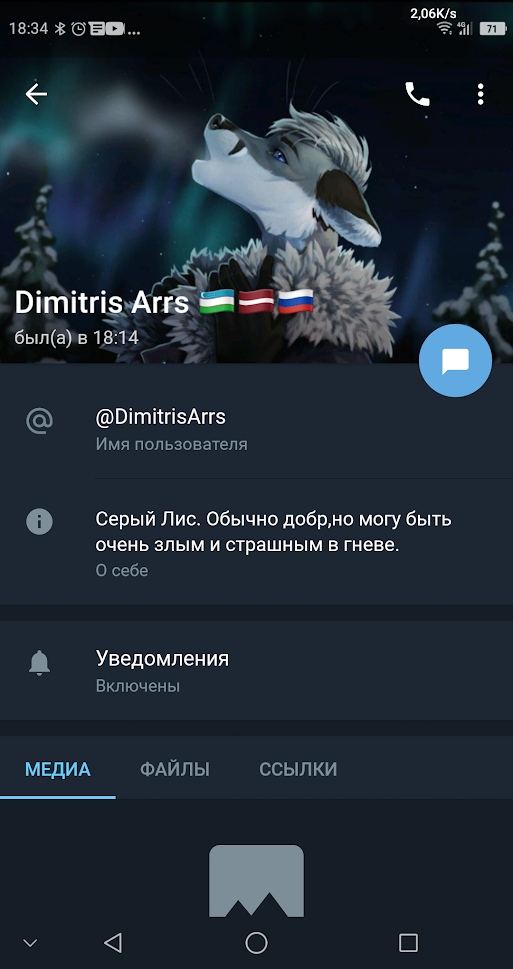 2,06K/s
18:34 ... 4G 71
Dimitris Arrs 🇺🇿🇱🇻🇷🇺
был(а) в 18:14
@DimitrisArrs
Имя пользователя
Серый Лис. Обычно добр,но могу быть
очень злым и страшным в гневе.
О себе
Уведомления
Включены
МЕДИА ФАЙЛЫ ССЫЛКИ